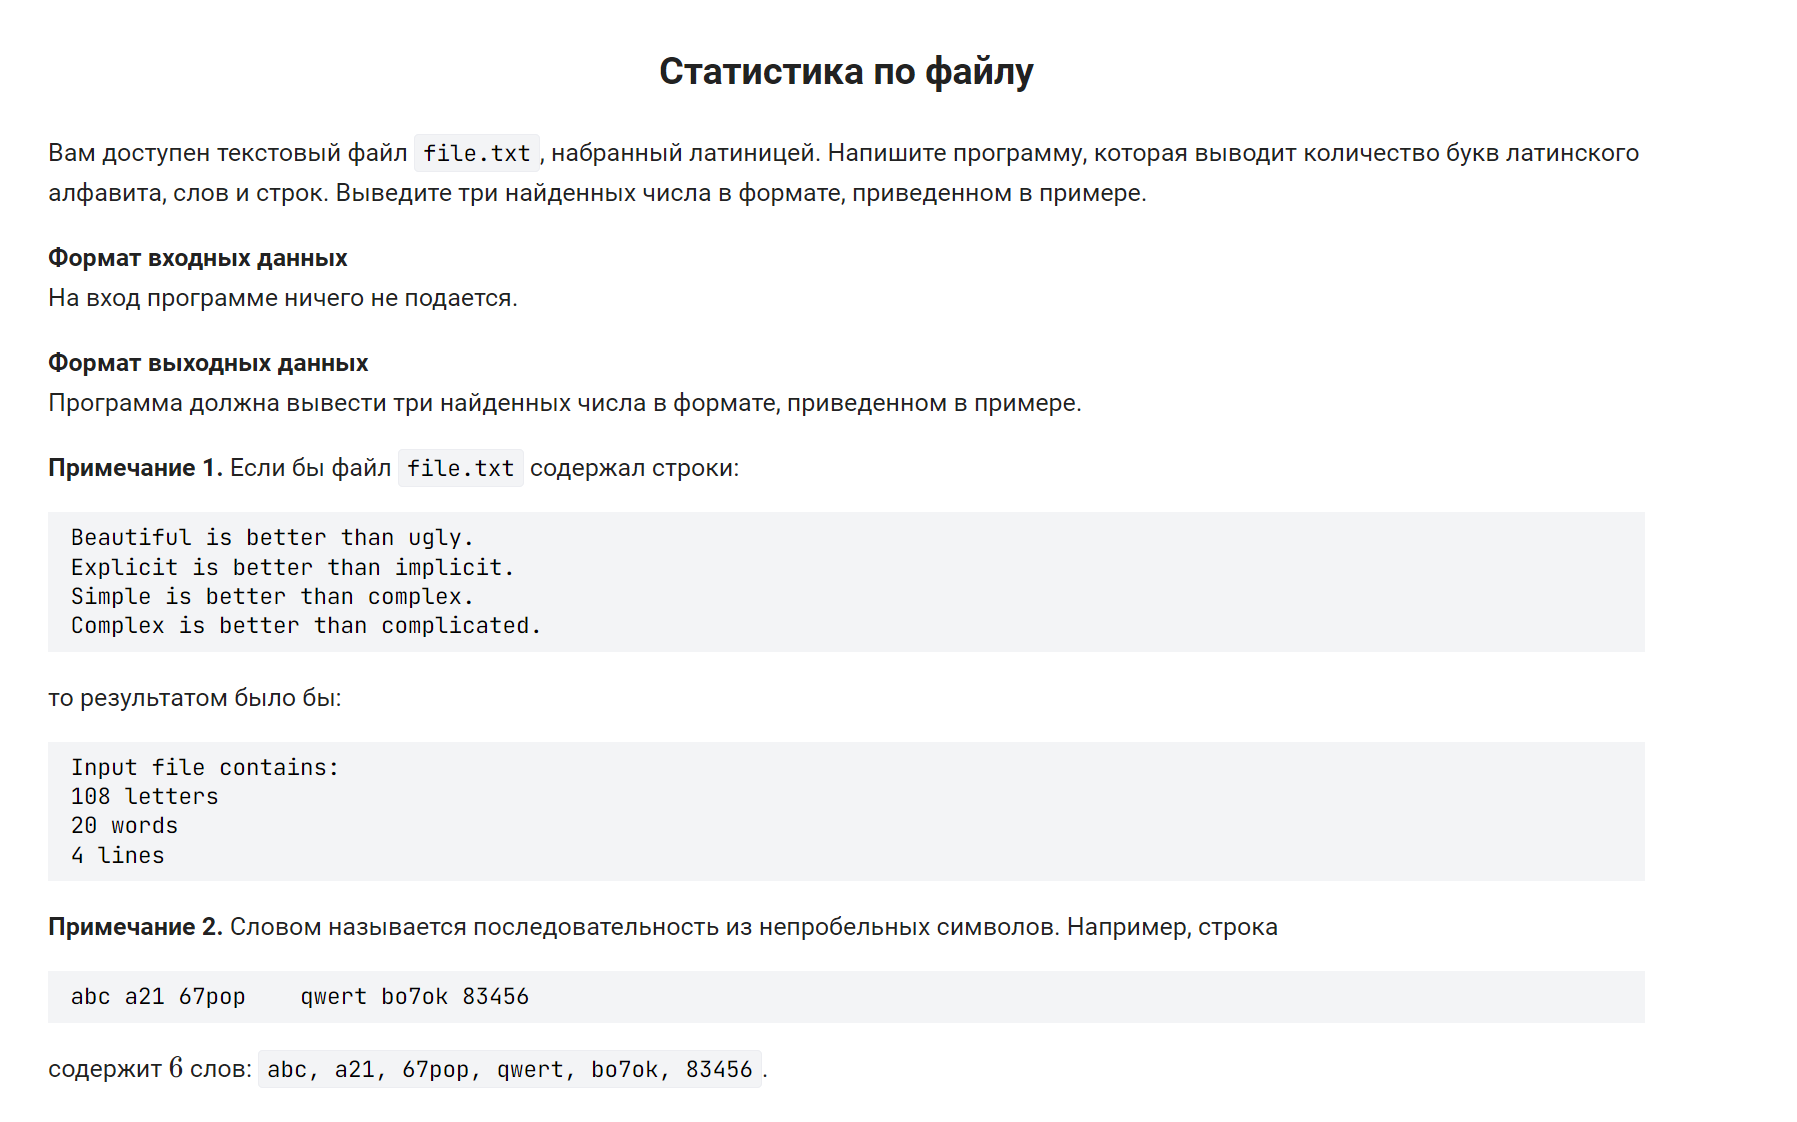 Статистика по файлу
Вам доступен текстовый файл file.txt, набранный латиницей. Напишите программу, которая выводит количество букв латинского
алфавита, слов и строк. Выведите три найденных числа в формате, приведенном в примере.
Формат входных данных
На вход программе ничего не подается.
Формат выходных данных
Программа должна вывести три найденных числа в формате, приведенном в примере.
Примечание 1. Если бы файл file.txt содержал строки:
Beautiful is better than ugly.
Explicit is better than implicit.
Simple is better than complex.
Complex is better than complicated.
то результатом было бы:
Input file contains:
108 letters
20 words
4 lines
Примечание 2. Словом называется последовательность из непробельных символов. Например, строка
abc a21 67pop    qwert bo7ok 83456
содержит 6 слов: abc, a21, 67pop, qwert, bo7ok, 83456.